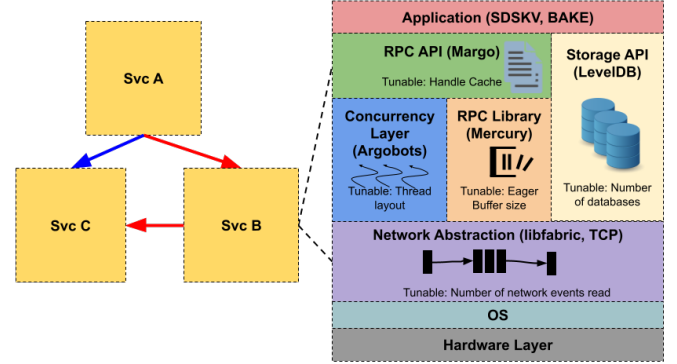 Svc A
Svc C
Svc B
Application (SDSKV, BAKE)
RPC API (Margo)
Tunable: Handle Cache
Storage API
(LevelDB)
Tunable: Number
of databases
Concurrency
Layer
(Argobots)
Tunable: Thread
layout
RPC Library
(Mercury)
Tunable: Eager
Buffer size
Network Abstraction (libfabric, TCP)
Tunable: Number of network events read
OS
Hardware Layer